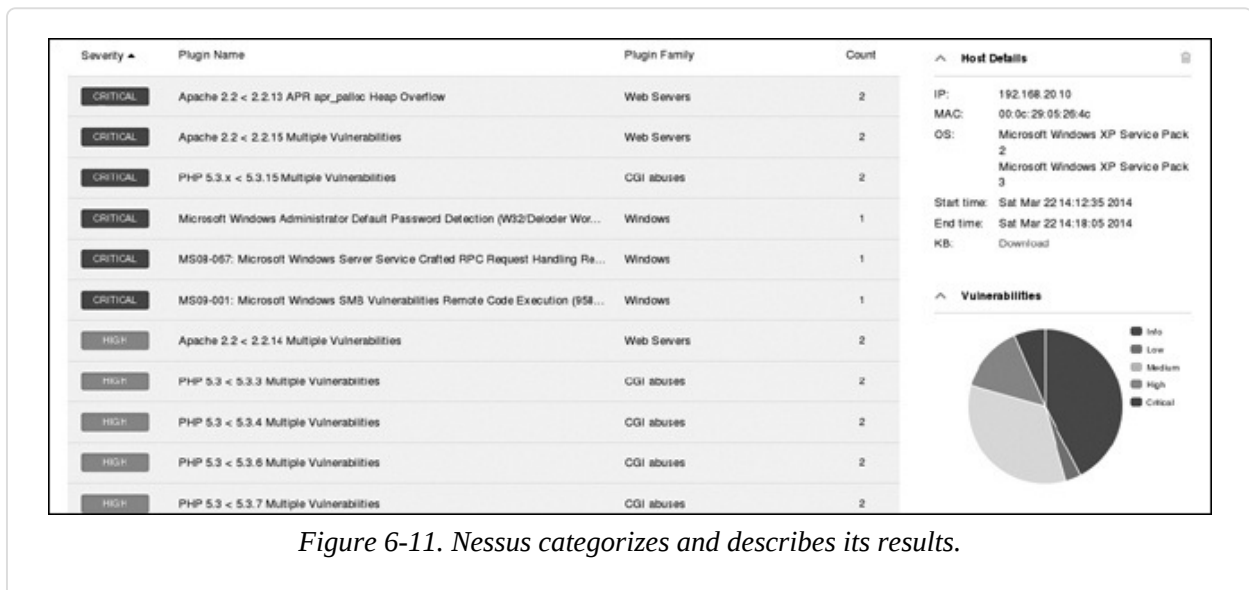 Severity Plugin Name Plugin Family Count
CRITICAL Apache 2.2 < 2.2.13 APR apr_palloc Heap Overflow Web Servers 2
CRITICAL Apache 2.2 < 2.2.15 Multiple Vulnerabilities Web Servers 2
CRITICAL PHP 5.3.x < 5.3.15 Multiple Vulnerabilities CGI abuses 2
CRITICAL Microsoft Windows Administrator Default Password Detection (W32/Deloder Wor... Windows 1
CRITICAL MS08-067: Microsoft Windows Server Service Crafted RPC Request Handling Re... Windows 1
CRITICAL MS09-001: Microsoft Windows SMB Vulnerabilities Remote Code Execution (958... Windows 1
HIGH Apache 2.2 < 2.2.14 Multiple Vulnerabilities Web Servers 2
HIGH PHP 5.3 < 5.3.3 Multiple Vulnerabilities CGI abuses 2
HIGH PHP 5.3 < 5.3.4 Multiple Vulnerabilities CGI abuses 2
HIGH PHP 5.3 < 5.3.6 Multiple Vulnerabilities CGI abuses 2
HIGH PHP 5.3 < 5.3.7 Multiple Vulnerabilities CGI abuses 2
Host Details
IP: 192.168.20.10
MAC: 00:0c:29:05:26:4c
OS: Microsoft Windows XP Service Pack
2
Microsoft Windows XP Service Pack
3
Start time: Sat Mar 22 14:12:35 2014
End time: Sat Mar 22 14:18:05 2014
KB: Download
Vulnerabilities
Info
Low
Medium
High
Critical
Figure 6-11. Nessus categorizes and describes its results.